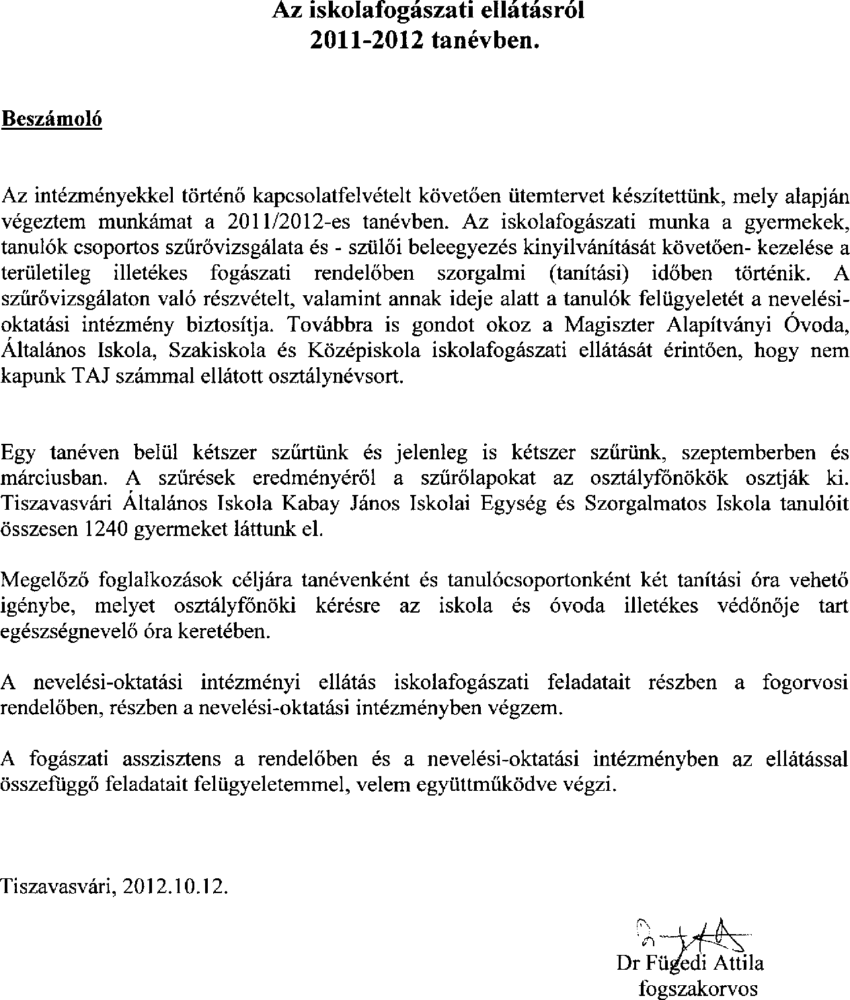 Az iskolafogászati ellátásról
2011-2012 tanévben.
Beszámoló
Az intézményekkel történő kapcsolatfelvételt követően ütemtervet készítettünk, mely alapján
végeztem munkámat a 2011/2012-es tanévben. Az iskolafogászati munka a gyermekek,
tanulók csoportos szűrővizsgálata és - szülői beleegyezés kinyilvánítását követően- kezelése a
területileg illetékes fogászati rendelőben szorgalmi (tanítási) időben történik. A
szűrővizsgálaton való részvételt, valamint annak ideje alatt a tanulók felügyeletét a nevelési-
oktatási intézmény biztosítja. Továbbra is gondot okoz a Magiszter Alapítványi Óvoda,
Általános Iskola, Szakiskola és Középiskola iskolafogászati ellátását érintően, hogy nem
kapunk TAJ számmal ellátott osztálynévsort.
Egy tanéven belül kétszer szűrtünk és jelenleg is kétszer szűrünk, szeptemberben és
márciusban. A szűrések eredményéről a szűrőlapokat az osztályfőnökök osztják ki.
Tiszavasvári Általános Iskola Kabay János Iskolai Egység és Szorgalmatos Iskola tanulóit
összesen 1240 gyermeket láttunk el.
Megelőző foglalkozások céljára tanévenként és tanulócsoportonként két tanítási óra vehető
igénybe, melyet osztályfőnöki kérésre az iskola és óvoda illetékes védőnője tart
egészségnevelő óra keretében.
A nevelési-oktatási intézményi ellátás iskolafogászati feladatait részben a fogorvosi
rendelőben, részben a nevelési-oktatási intézményben végzem.
A fogászati asszisztens a rendelőben és a nevelési-oktatási intézményben az ellátással
összefüggő feladatait felügyeletemmel, velem együttműködve végzi.
Tiszavasvári, 2012.10.12.
Dr Fügedi Attila
fogszakorvos